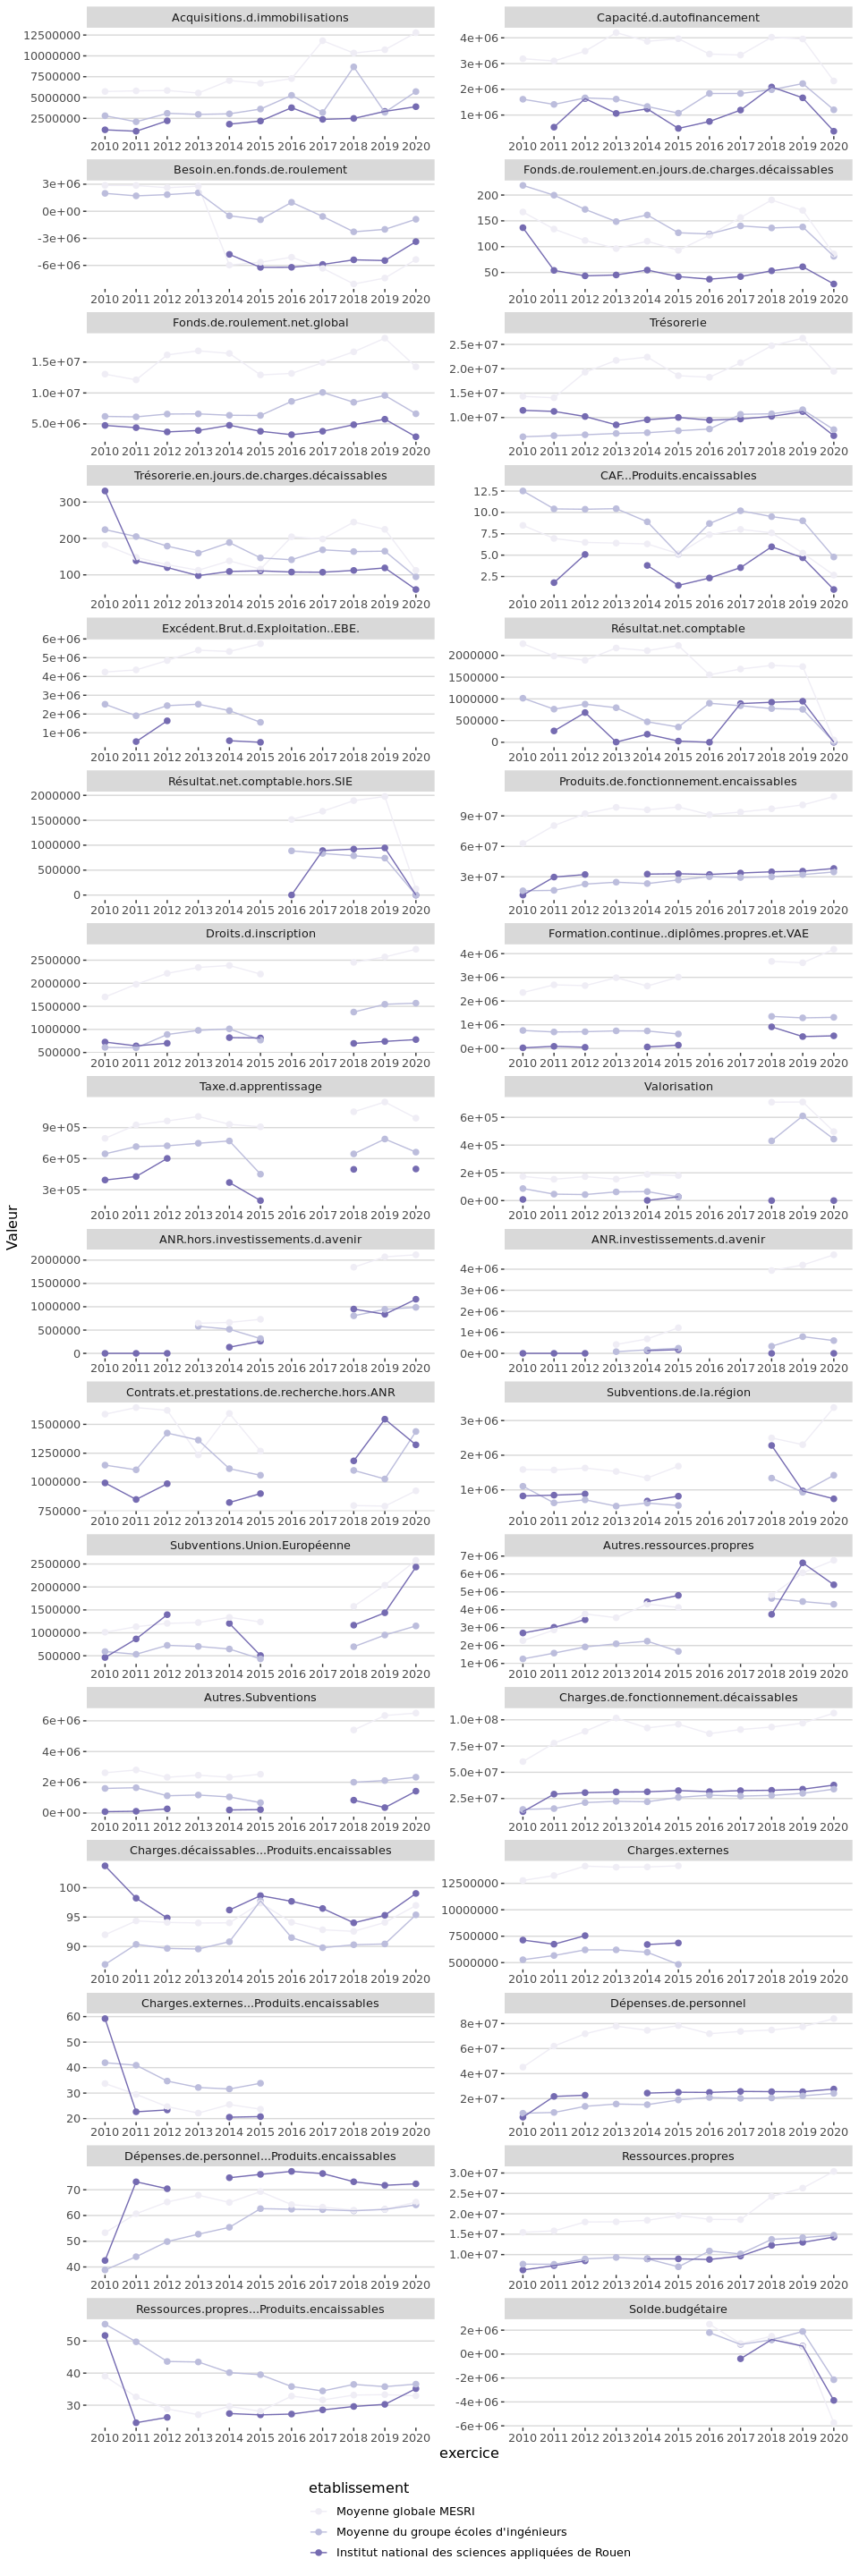 Acquisitions.d.immobilisations
12500000
10000000
7500000
5000000
2500000
2010 2011 2012 2013 2014 2015 2016 2017 2018 2019 2020
Capacité.d.autofinancement
4e+06
3e+06
2e+06
1e+06
2010 2011 2012 2013 2014 2015 2016 2017 2018 2019 2020
Besoin.en.fonds.de.roulement
3e+06
0e+00
-3e+06
-6e+06
2010 2011 2012 2013 2014 2015 2016 2017 2018 2019 2020
Fonds.de.roulement.en.jours.de.charges.décaissables
200
150
100
50
2010 2011 2012 2013 2014 2015 2016 2017 2018 2019 2020
Fonds.de.roulement.net.global
1.5e+07
1.0e+07
5.0e+06
2010 2011 2012 2013 2014 2015 2016 2017 2018 2019 2020
Trésorerie
2.5e+07
2.0e+07
1.5e+07
1.0e+07
2010 2011 2012 2013 2014 2015 2016 2017 2018 2019 2020
Trésorerie.en.jours.de.charges.décaissables
300
200
100
2010 2011 2012 2013 2014 2015 2016 2017 2018 2019 2020
CAF...Produits.encaissables
12.5
10.0
7.5
5.0
2.5
2010 2011 2012 2013 2014 2015 2016 2017 2018 2019 2020
Excédent.Brut.d.Exploitation..EBE.
6e+06
5e+06
4e+06
3e+06
2e+06
1e+06
2010 2011 2012 2013 2014 2015 2016 2017 2018 2019 2020
Résultat.net.comptable
2000000
1500000
1000000
500000
0
2010 2011 2012 2013 2014 2015 2016 2017 2018 2019 2020
Résultat.net.comptable.hors.SIE
2000000
1500000
1000000
500000
0
2010 2011 2012 2013 2014 2015 2016 2017 2018 2019 2020
Produits.de.fonctionnement.encaissables
9e+07
6e+07
3e+07
2010 2011 2012 2013 2014 2015 2016 2017 2018 2019 2020
Droits.d.inscription
2500000
2000000
1500000
1000000
500000
2010 2011 2012 2013 2014 2015 2016 2017 2018 2019 2020
Formation.continue..diplômes.propres.et.VAE
4e+06
3e+06
2e+06
1e+06
0e+00
2010 2011 2012 2013 2014 2015 2016 2017 2018 2019 2020
Taxe.d.apprentissage
9e+05
6e+05
3e+05
2010 2011 2012 2013 2014 2015 2016 2017 2018 2019 2020
Valorisation
6e+05
4e+05
2e+05
0e+00
2010 2011 2012 2013 2014 2015 2016 2017 2018 2019 2020
Valeur
ANR.hors.investissements.d.avenir
2000000
1500000
1000000
500000
0
2010 2011 2012 2013 2014 2015 2016 2017 2018 2019 2020
ANR.investissements.d.avenir
4e+06
3e+06
2e+06
1e+06
0e+00
2010 2011 2012 2013 2014 2015 2016 2017 2018 2019 2020
Contrats.et.prestations.de.recherche.hors.ANR
1500000
1250000
1000000
750000
2010 2011 2012 2013 2014 2015 2016 2017 2018 2019 2020
Subventions.de.la.région
3e+06
2e+06
1e+06
2010 2011 2012 2013 2014 2015 2016 2017 2018 2019 2020
Subventions.Union.Européenne
2500000
2000000
1500000
1000000
500000
2010 2011 2012 2013 2014 2015 2016 2017 2018 2019 2020
Autres.ressources.propres
7e+06
6e+06
5e+06
4e+06
3e+06
2e+06
1e+06
2010 2011 2012 2013 2014 2015 2016 2017 2018 2019 2020
Autres.Subventions
6e+06
4e+06
2e+06
0e+00
2010 2011 2012 2013 2014 2015 2016 2017 2018 2019 2020
Charges.de.fonctionnement.décaissables
1.0e+08
7.5e+07
5.0e+07
2.5e+07
2010 2011 2012 2013 2014 2015 2016 2017 2018 2019 2020
Charges.décaissables...Produits.encaissables
100
95
90
2010 2011 2012 2013 2014 2015 2016 2017 2018 2019 2020
Charges.externes
12500000
10000000
7500000
5000000
2010 2011 2012 2013 2014 2015 2016 2017 2018 2019 2020
Charges.externes...Produits.encaissables
60
50
40
30
20
2010 2011 2012 2013 2014 2015 2016 2017 2018 2019 2020
Dépenses.de.personnel
8e+07
6e+07
4e+07
2e+07
2010 2011 2012 2013 2014 2015 2016 2017 2018 2019 2020
Dépenses.de.personnel...Produits.encaissables
70
60
50
40
2010 2011 2012 2013 2014 2015 2016 2017 2018 2019 2020
Ressources.propres
3.0e+07
2.5e+07
2.0e+07
1.5e+07
1.0e+07
2010 2011 2012 2013 2014 2015 2016 2017 2018 2019 2020
Ressources.propres...Produits.encaissables
50
40
30
2010 2011 2012 2013 2014 2015 2016 2017 2018 2019 2020
Solde.budgétaire
2e+06
0e+00
-2e+06
-4e+06
-6e+06
2010 2011 2012 2013 2014 2015 2016 2017 2018 2019 2020
exercice
etablissement
Moyenne globale MESRI
Moyenne du groupe écoles d'ingénieurs
Institut national des sciences appliquées de Rouen